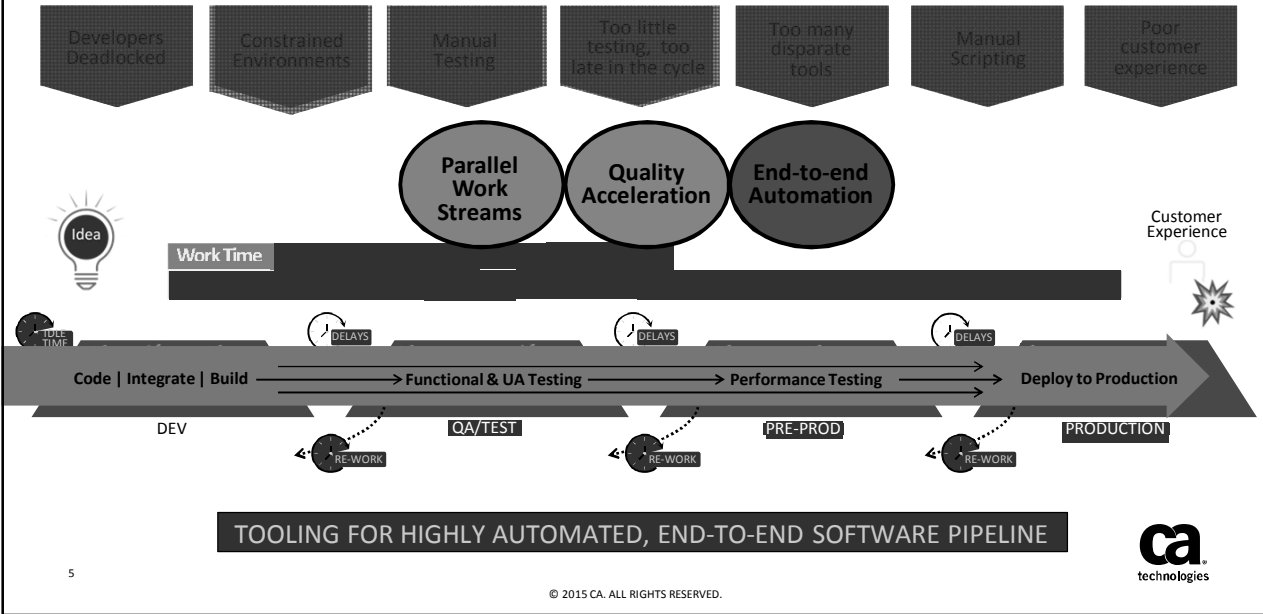 Developers
Deadlocked
Constrained
Environments
Manual
Testing
Too little
testing, too
late in the cycle
Too many
disparate
tools
Manual
Scripting
Poor
customer
experience
Parallel
Work
Streams
Quality
Acceleration
End-to-end
Automation
Idea
Customer
Experience
Work Time
IDLE
TIME
DELAYS
DELAYS
DELAYS
Code | Integrate | Build
Functional & UA Testing
Performance Testing
Deploy to Production
DEV
QA/TEST
PRE-PROD
PRODUCTION
RE-WORK
RE-WORK
RE-WORK
TOOLING FOR HIGHLY AUTOMATED, END-TO-END SOFTWARE PIPELINE
ca
technologies
5
© 2015 CA. ALL RIGHTS RESERVED.